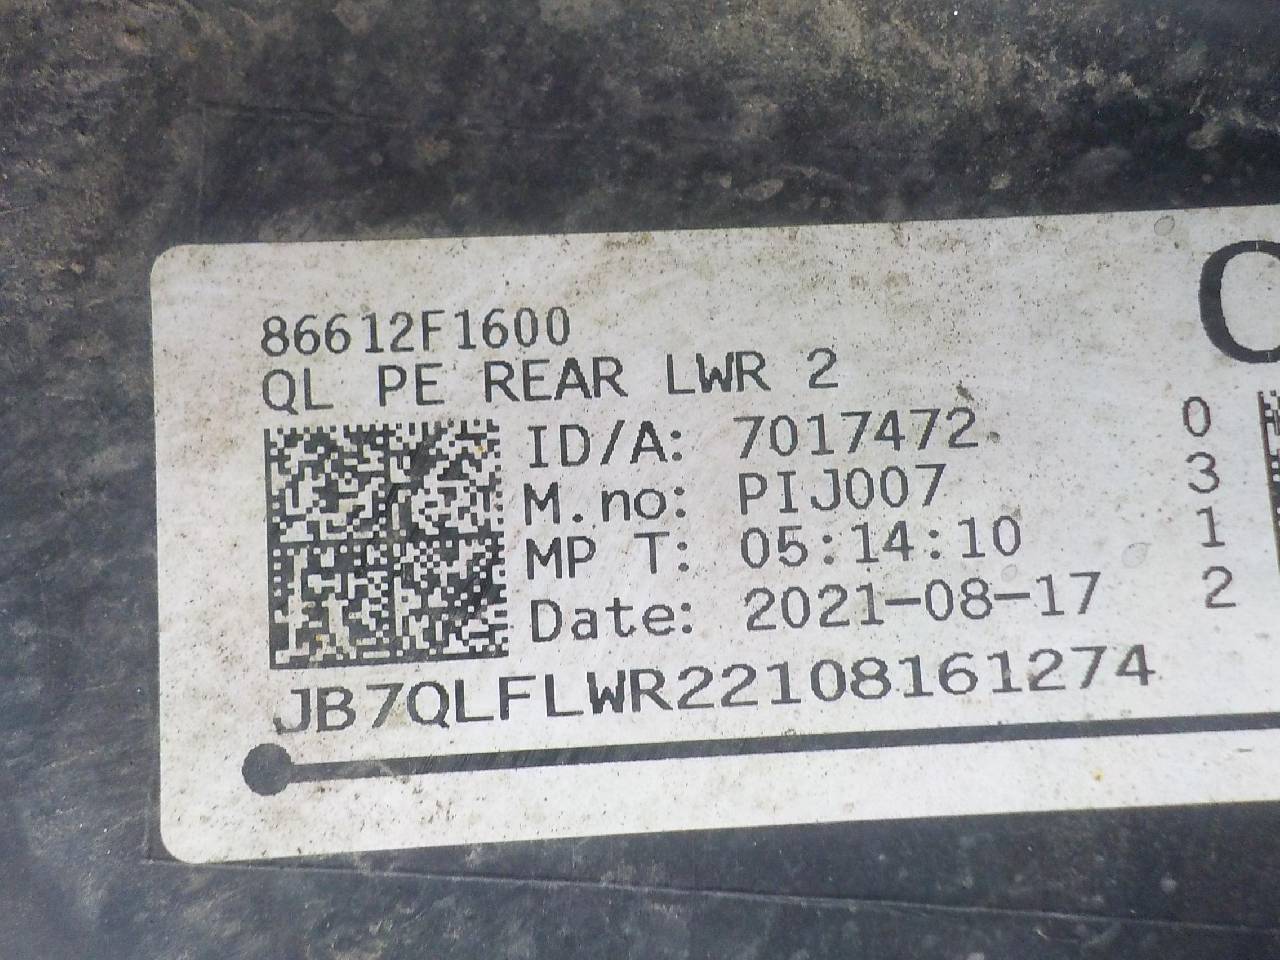 86612F1600
QL PE REAR LWR 2
ID/A: 7017472 0
M.no: PIJ007 3
MP T: 05:14:10 1
Date: 2021-08-17 2
JB7QLFLWR22108161274